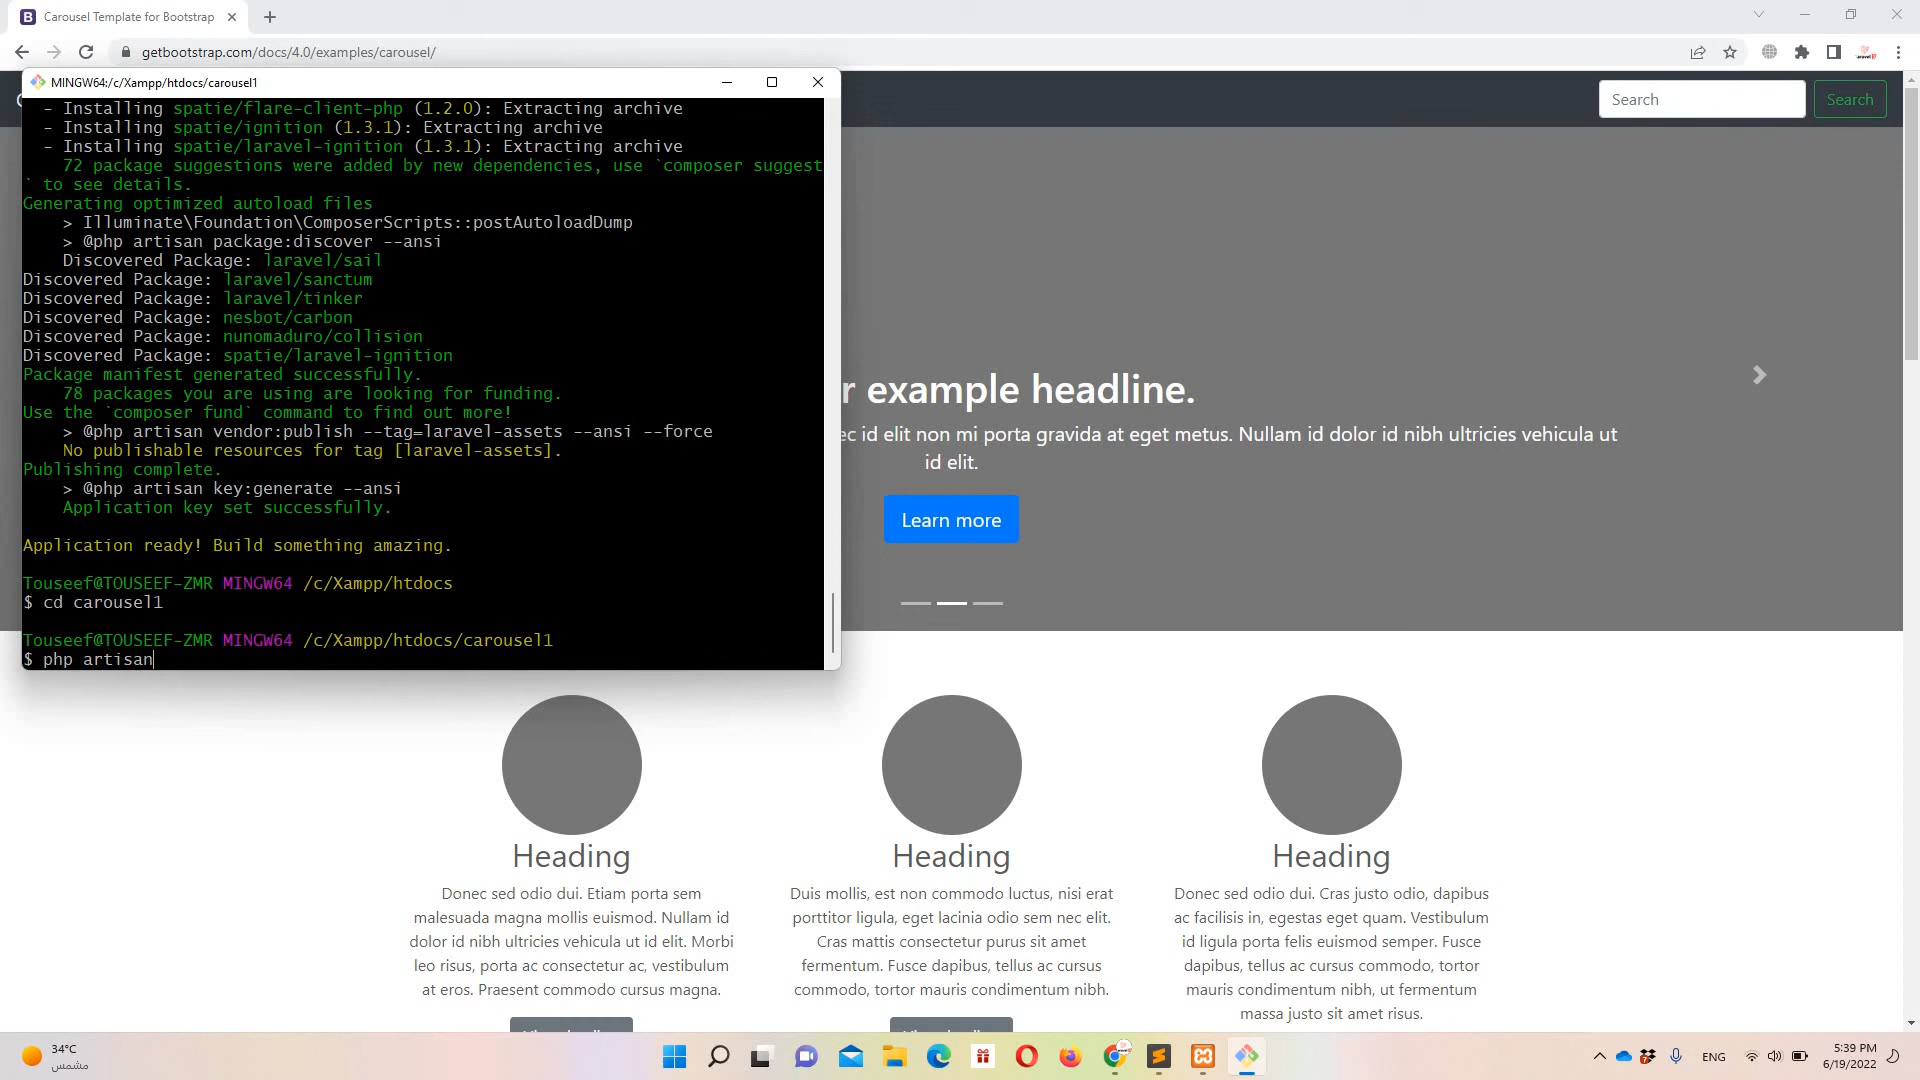 Carousel Template for Bootstrap
getbootstrap.com/docs/4.0/examples/carousel/
MINGW64:/c/Xampp/htdocs/carousel1
- Installing spatie/flare-client-php (1.2.0): Extracting archive
- Installing spatie/ignition (1.3.1): Extracting archive
- Installing spatie/laravel-ignition (1.3.1): Extracting archive
72 package suggestions were added by new dependencies, use `composer suggest
` to see details.
Generating optimized autoload files
> Illuminate\Foundation\ComposerScripts::postAutoloadDump
> @php artisan package:discover --ansi
Discovered Package: laravel/sail
Discovered Package: laravel/sanctum
Discovered Package: laravel/tinker
Discovered Package: nesbot/carbon
Discovered Package: nunomaduro/collision
Discovered Package: spatie/laravel-ignition
Package manifest generated successfully.
78 packages you are using are looking for funding.
Use the `composer fund` command to find out more!
> @php artisan vendor:publish --tag=laravel-assets --ansi --force
No publishable resources for tag [laravel-assets].
Publishing complete.
> @php artisan key:generate --ansi
Application key set successfully.
Application ready! Build something amazing.
Touseef@TOUSEEF-ZMR MINGW64 /c/Xampp/htdocs
$ cd carousel1
Touseef@TOUSEEF-ZMR MINGW64 /c/Xampp/htdocs/carousel1
$ php artisan
Search
Search
r example headline.
ec id elit non mi porta gravida at eget metus. Nullam id dolor id nibh ultricies vehicula ut
id elit.
Learn more
Heading
Donec sed odio dui. Etiam porta sem
malesuada magna mollis euismod. Nullam id
dolor id nibh ultricies vehicula ut id elit. Morbi
leo risus, porta ac consectetur ac, vestibulum
at eros. Praesent commodo cursus magna.
Heading
Duis mollis, est non commodo luctus, nisi erat
porttitor ligula, eget lacinia odio sem nec elit.
Cras mattis consectetur purus sit amet
fermentum. Fusce dapibus, tellus ac cursus
commodo, tortor mauris condimentum nibh.
Heading
Donec sed odio dui. Cras justo odio, dapibus
ac facilisis in, egestas eget quam. Vestibulum
id ligula porta felis euismod semper. Fusce
dapibus, tellus ac cursus commodo, tortor
mauris condimentum nibh, ut fermentum
massa justo sit amet risus.
34°C
مشمس
ENG
5:39 PM
6/19/2022